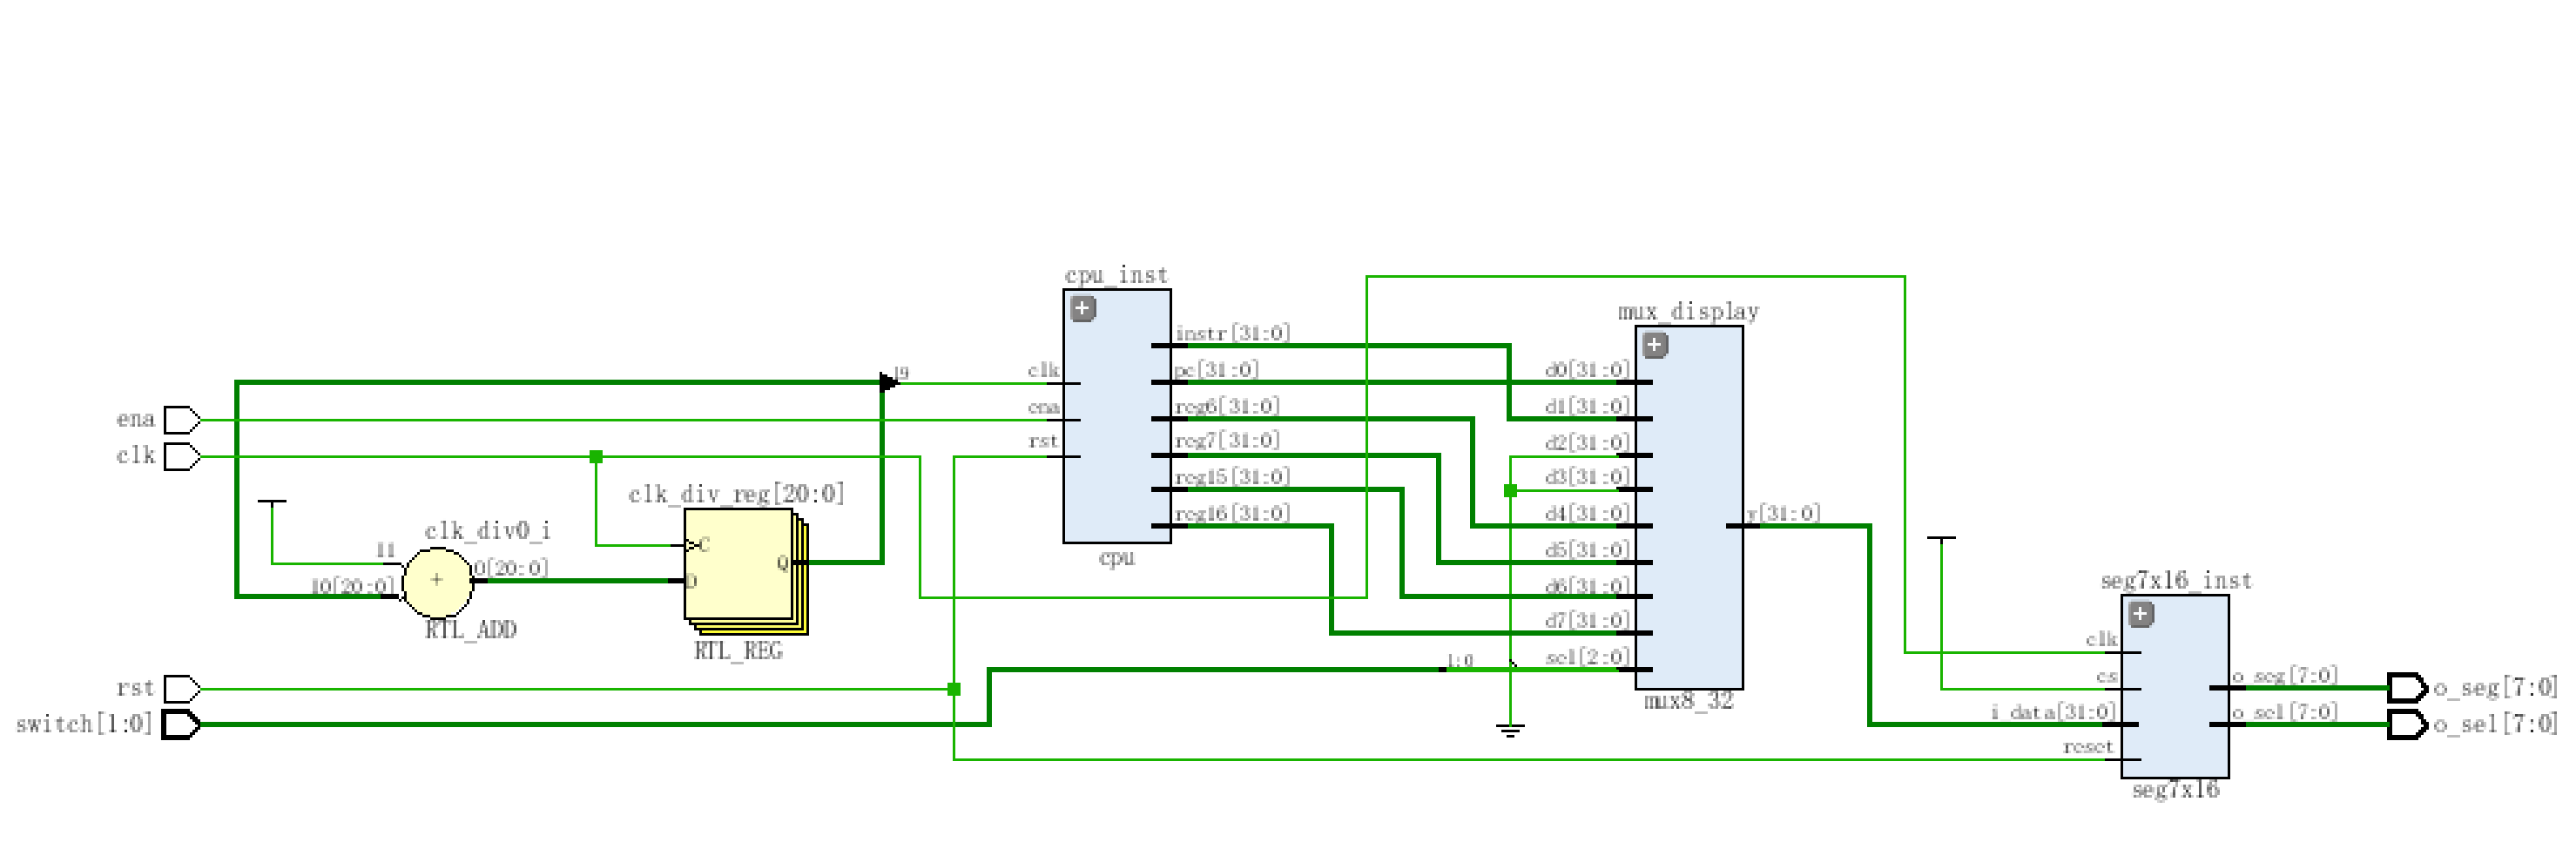 cpu_inst
instr[31:0]
pc[31:0]
reg6[31:0]
reg7[31:0]
reg15[31:0]
reg16[31:0]
clk
ena
rst
cpu
mux_display
d0[31:0]
d1[31:0]
d2[31:0]
d3[31:0]
d4[31:0]
d5[31:0]
d6[31:0]
d7[31:0]
sel[2:0]
y[31:0]
mux8_32
1:0
19
ena
clk
clk_div_reg[20:0]
C
D
Q
RTL_REG
clk_div0_i
I1
I0[20:0]
+
O[20:0]
RTL_ADD
rst
switch[1:0]
seg7x16_inst
clk
cs
i_data[31:0]
reset
o_seg[7:0]
o_sel[7:0]
seg7x16
o_seg[7:0]
o_sel[7:0]